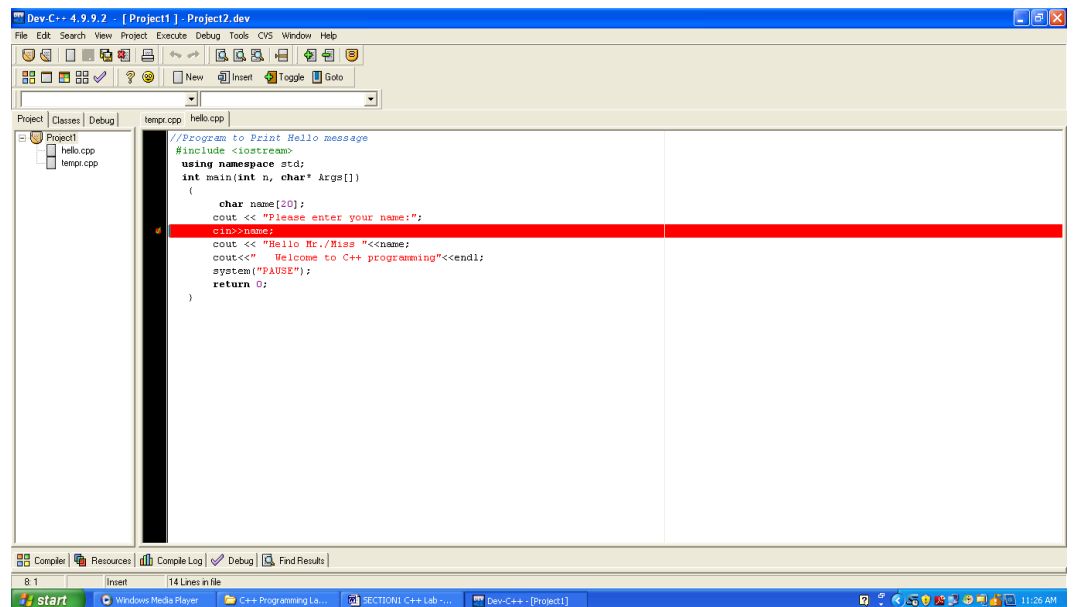 Dev-C++ 4.9.9.2 - [ Project1 ] - Project2.dev
File Edit Search View Project Execute Debug Tools CVS Window Help
New Insert Toggle Goto
Project Classes Debug
tempr.cpp hello.cpp
Project1
hello.cpp
tempr.cpp
//Program to Print Hello message
#include <iostream>
using namespace std;
int main(int n, char* Args[])
{
char name[20];
cout << "Please enter your name:";
cin>>name;
cout << "Hello Mr./Miss "<<name;
cout<<"   Welcome to C++ programming"<<endl;
system("PAUSE");
return 0;
}
Compiler Resources Compile Log Debug Find Results
8: 1 Insert 14 Lines in file
start Windows Media Player C++ Programming La... SECTION1 C++ Lab -... Dev-C++ - [Project1] 11:26 AM